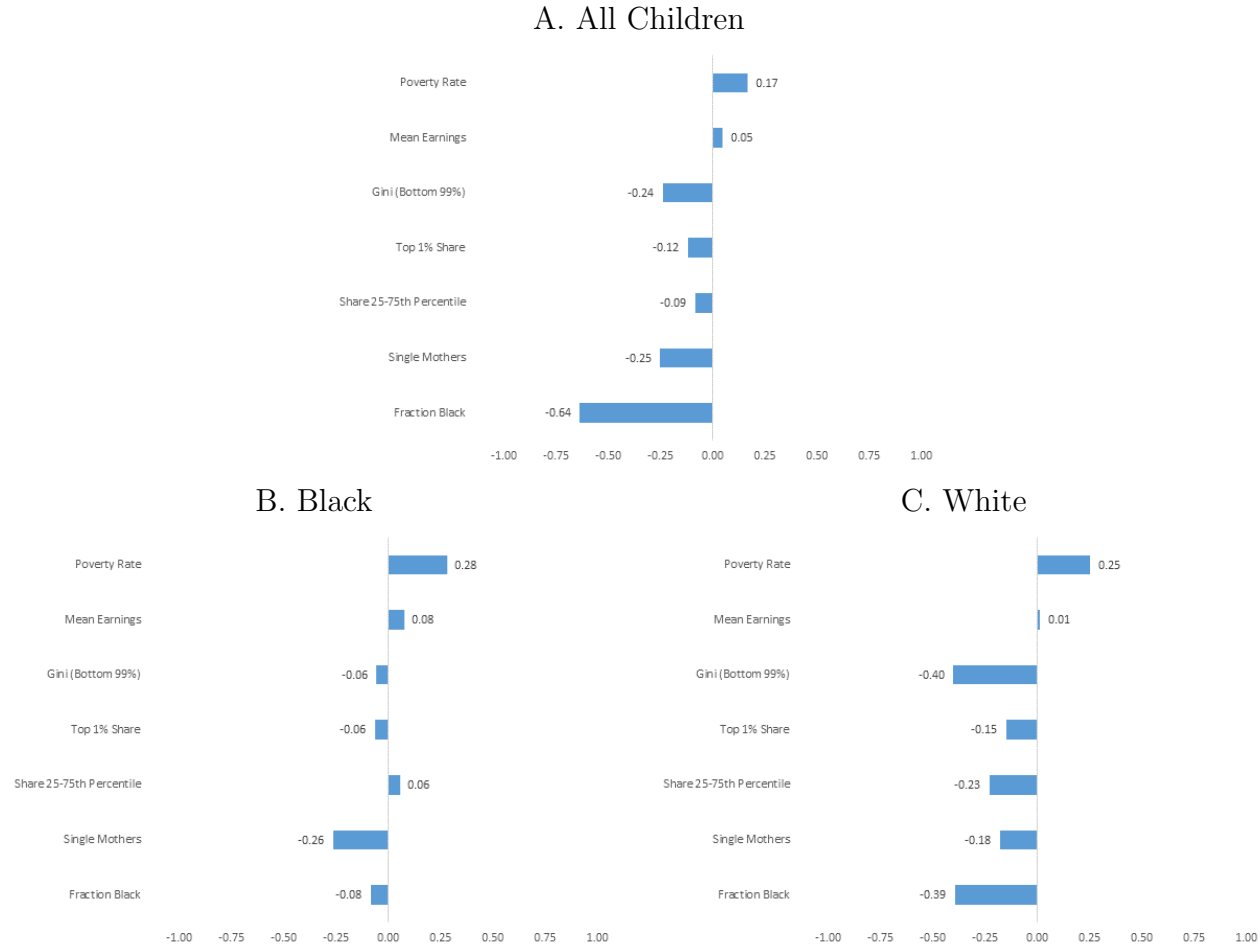 A. All Children
Poverty Rate 0.17
Mean Earnings 0.05
Gini (Bottom 99%) -0.24
Top 1% Share -0.12
Share 25-75th Percentile -0.09
Single Mothers -0.25
Fraction Black -0.64
-1.00 -0.75 -0.50 -0.25 0.00 0.25 0.50 0.75 1.00
B. Black
Poverty Rate 0.28
Mean Earnings 0.08
Gini (Bottom 99%) -0.06
Top 1% Share -0.06
Share 25-75th Percentile 0.06
Single Mothers -0.26
Fraction Black -0.08
-1.00 -0.75 -0.50 -0.25 0.00 0.25 0.50 0.75 1.00
C. White
Poverty Rate 0.25
Mean Earnings 0.01
Gini (Bottom 99%) -0.40
Top 1% Share -0.15
Share 25-75th Percentile -0.23
Single Mothers -0.18
Fraction Black -0.39
-1.00 -0.75 -0.50 -0.25 0.00 0.25 0.50 0.75 1.00